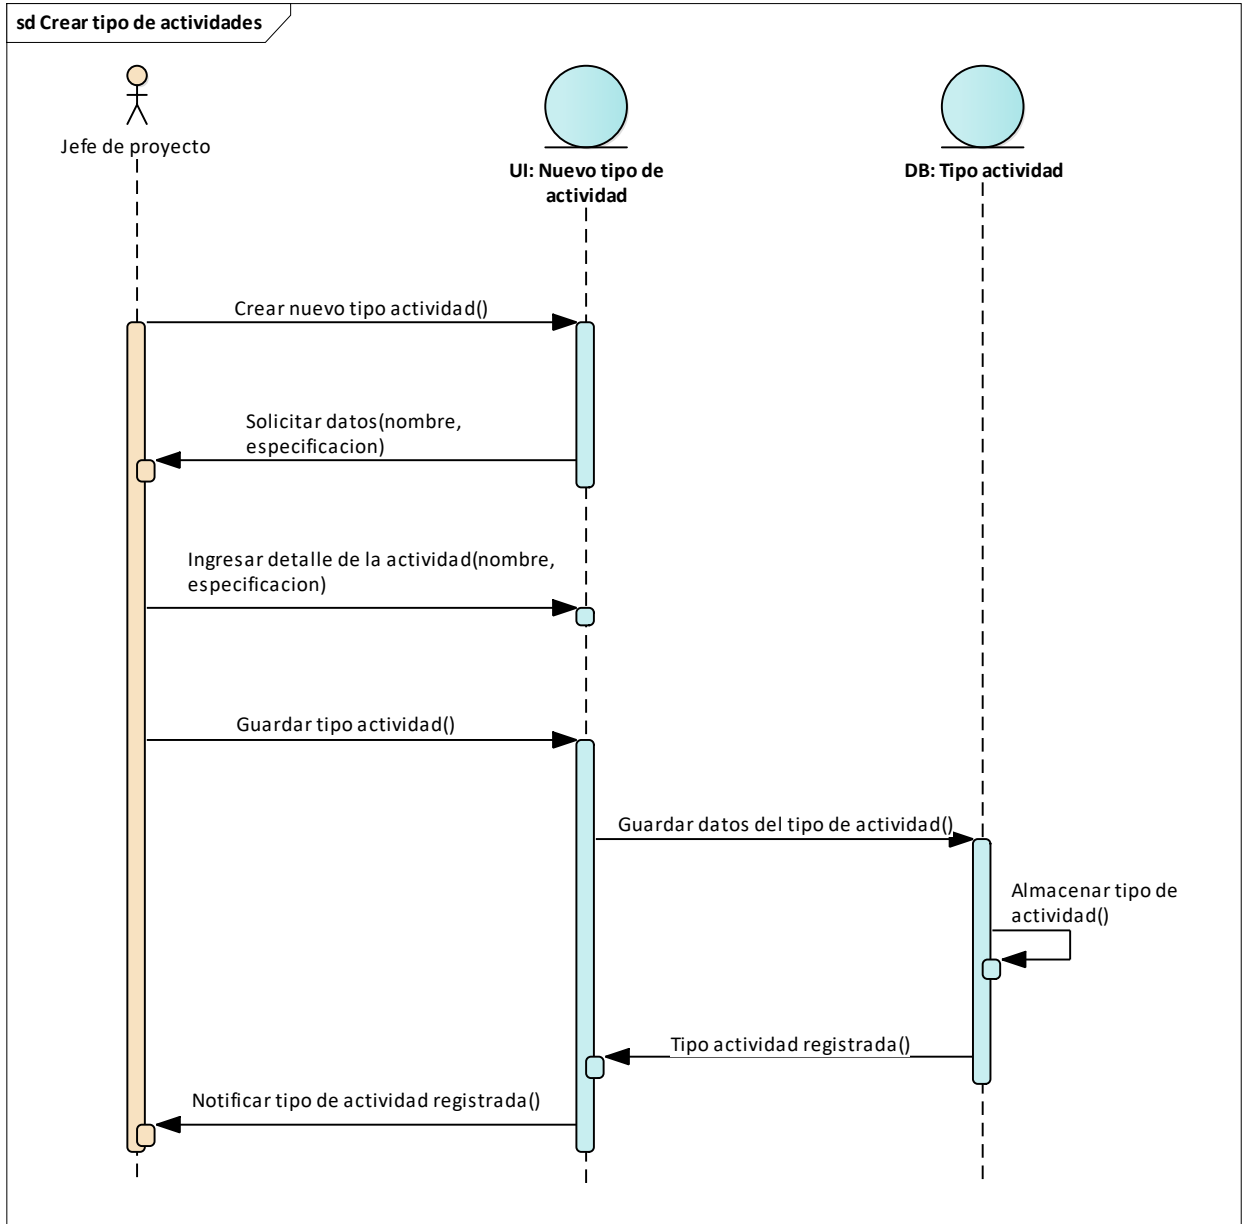 sd Crear tipo de actividades
Jefe de proyecto
UI: Nuevo tipo de
actividad
DB: Tipo actividad
Crear nuevo tipo actividad()
Solicitar datos(nombre,
especificacion)
Ingresar detalle de la actividad(nombre,
especificacion)
Guardar tipo actividad()
Guardar datos del tipo de actividad()
Almacenar tipo de
actividad()
Tipo actividad registrada()
Notificar tipo de actividad registrada()